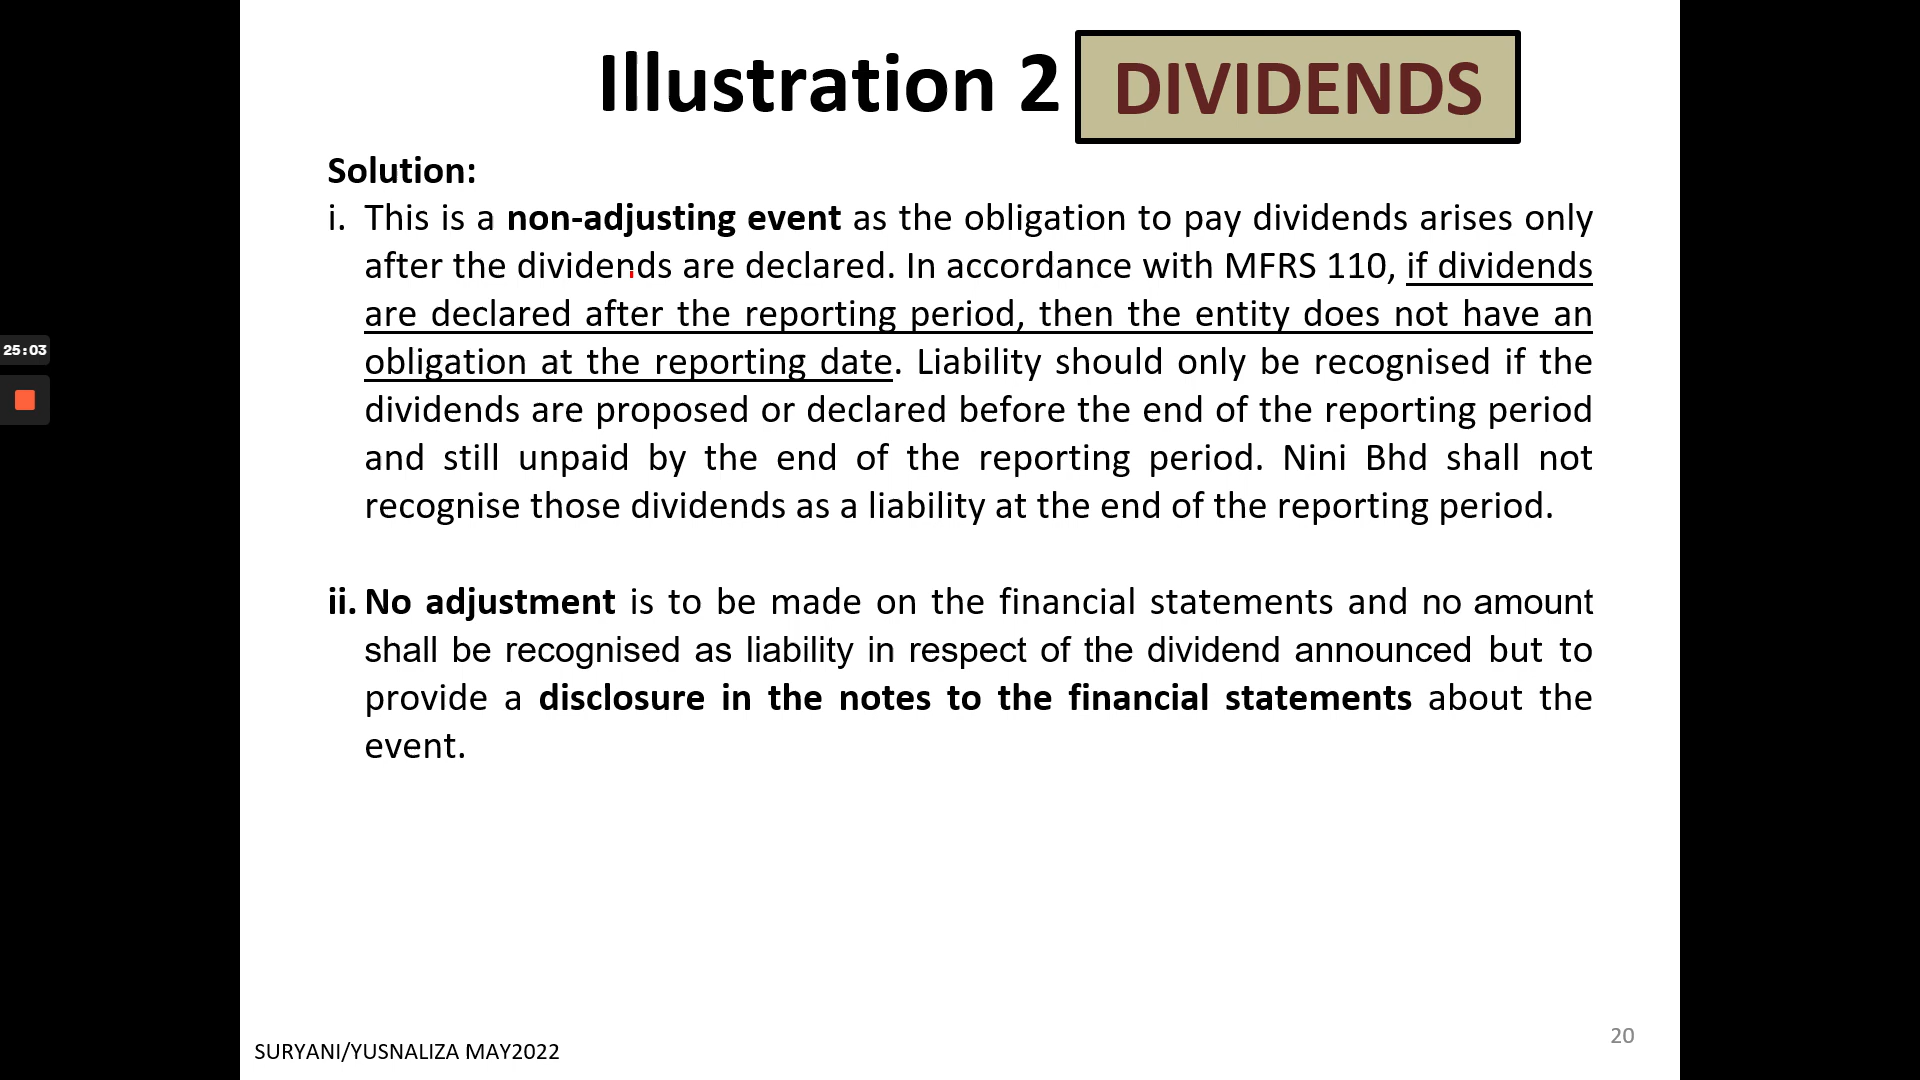 Illustration 2 DIVIDENDS
Solution:
i. This is a non-adjusting event as the obligation to pay dividends arises only
after the dividends are declared. In accordance with MFRS 110, if dividends
are declared after the reporting period, then the entity does not have an
obligation at the reporting date. Liability should only be recognised if the
dividends are proposed or declared before the end of the reporting period
and still unpaid by the end of the reporting period. Nini Bhd shall not
recognise those dividends as a liability at the end of the reporting period.
ii. No adjustment is to be made on the financial statements and no amount
shall be recognised as liability in respect of the dividend announced but to
provide a disclosure in the notes to the financial statements about the
event.
25:03
20
SURYANI/YUSNALIZA MAY2022